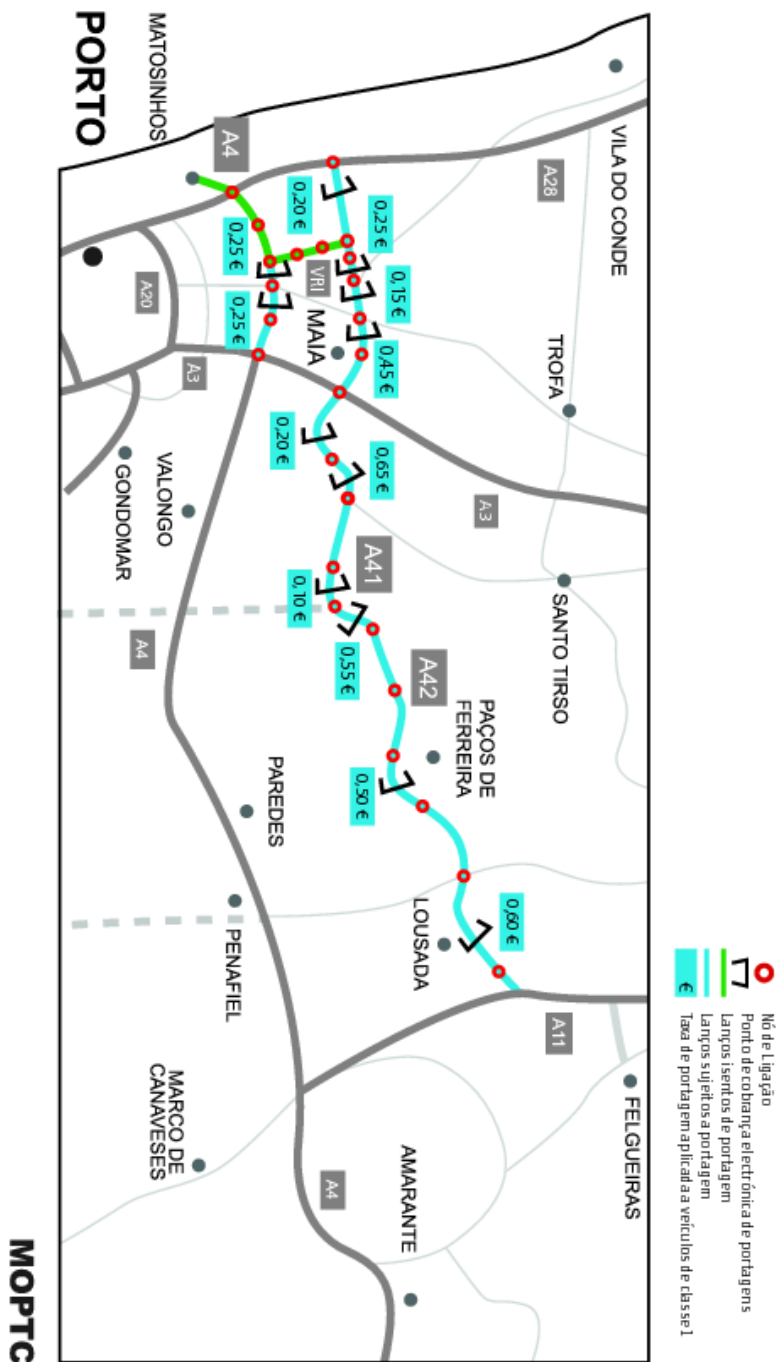 Nó de Ligação
Ponto de cobrança electrónica de portagens
Lanços isentos de portagem
Lanços sujeitos a portagem
€ Taxa de portagem aplicada a veículos de classe 1
VILA DO CONDE
A28
TROFA
SANTO TIRSO
FELGUEIRAS
A11
0,25 €
0,15 €
0,45 €
0,65 €
A3
A41
A42
PAÇOS DE
FERREIRA
LOUSADA
0,60 €
0,20 €
VRI
MAIA
0,20 €
0,10 €
0,55 €
0,50 €
AMARANTE
MATOSINHOS
A4
0,25 €
0,25 €
A3
VALONGO
PAREDES
PENAFIEL
MARCO DE
CANAVESES
A4
PORTO
A20
GONDOMAR
A4
MOPTC